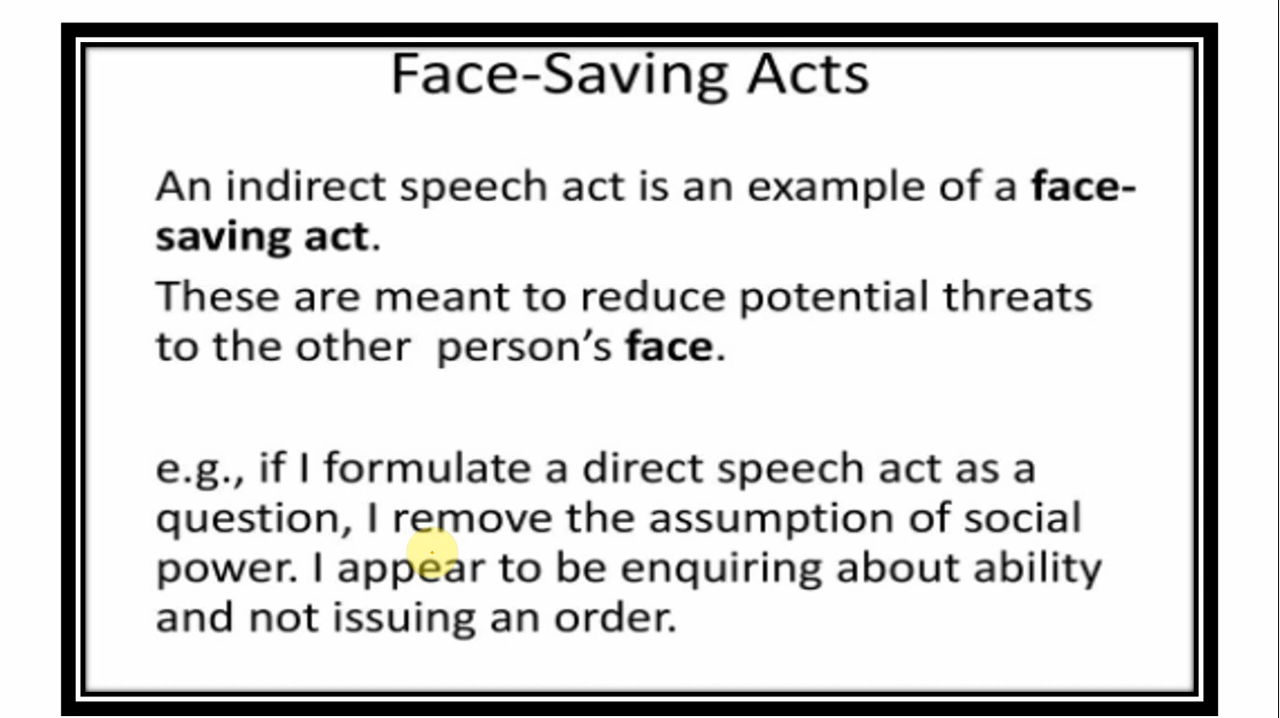 Face-Saving Acts
An indirect speech act is an example of a face-
saving act.
These are meant to reduce potential threats
to the other  person’s face.
e.g., if I formulate a direct speech act as a
question, I remove the assumption of social
power. I appear to be enquiring about ability
and not issuing an order.